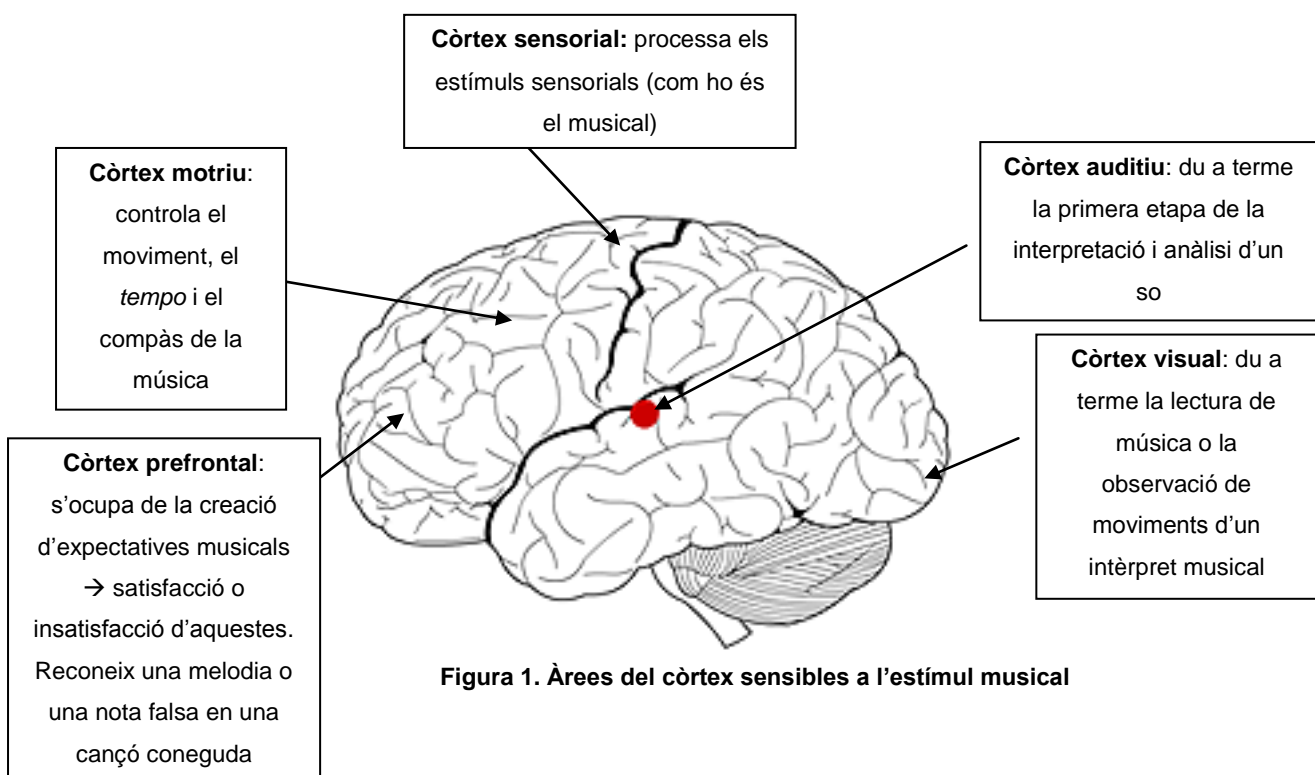 Còrtex sensorial: processa els
estímuls sensorials (com ho és
el musical)
Còrtex motriu:
controla el
moviment, el
tempo i el
compàs de la
música
Còrtex auditiu: du a terme
la primera etapa de la
interpretació i anàlisi d’un
so
Còrtex visual: du a
terme la lectura de
música o la
observació de
moviments d’un
intèrpret musical
Còrtex prefrontal:
s’ocupa de la creació
d’expectatives musicals
→ satisfacció o
insatisfacció d’aquestes.
Reconeix una melodia o
una nota falsa en una
cançó coneguda
Figura 1. Àrees del còrtex sensibles a l’estímul musical